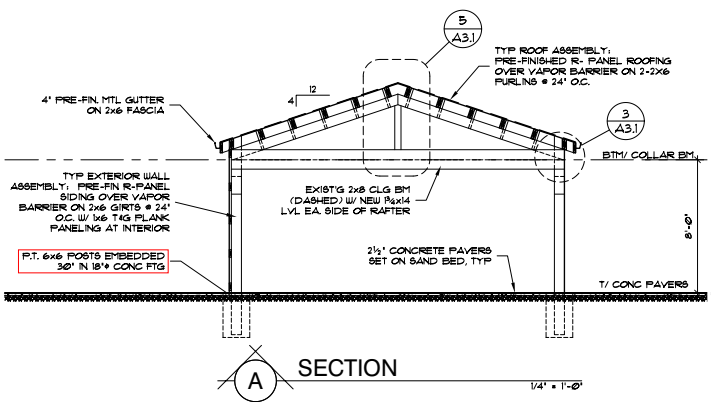 5
A3.1
TYP ROOF ASSEMBLY:
PRE-FINISHED R- PANEL ROOFING
OVER VAPOR BARRIER ON 2-2X6
PURLINS @ 24" O.C.
12
4
4" PRE-FIN. MTL GUTTER
ON 2x6 FASCIA
3
A3.1
BTM/ COLLAR BM.
TYP EXTERIOR WALL
ASSEMBLY: PRE-FIN R-PANEL
SIDING OVER VAPOR
BARRIER ON 2x6 GIRTS @ 24"
O.C. W/ 1x6 T&G PLANK
PANELING AT INTERIOR
EXIST'G 2x8 CLG BM
(DASHED) W/ NEW 1¾x14
LVL EA. SIDE OF RAFTER
8'-0"
P.T. 6x6 POSTS EMBEDDED
30" IN 18"ø CONC FTG
2½" CONCRETE PAVERS
SET ON SAND BED, TYP
T/ CONC PAVERS
A
SECTION
1/4" = 1'-0"